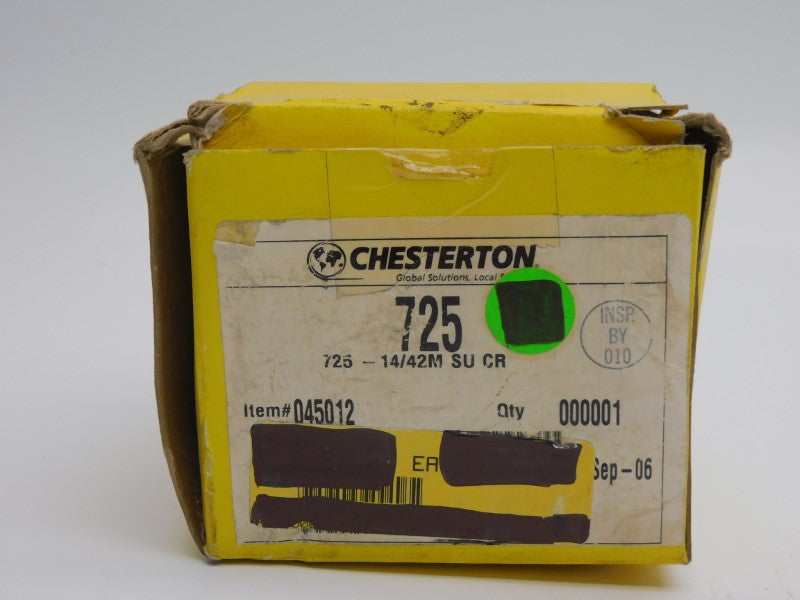 CHESTERTON
Global Solutions, Local
725
725 - 14/42M SU CR
INSP.
BY
010
Item# 045012 Qty 000001
EA
Sep-06